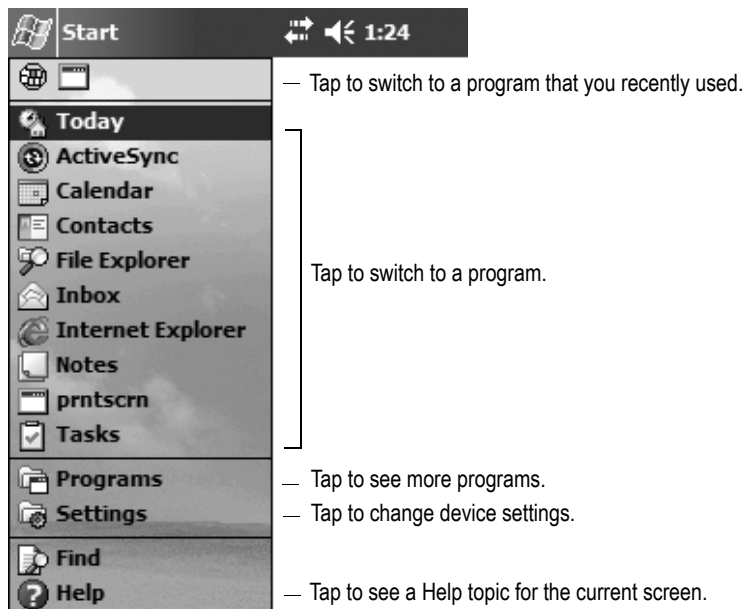 Start 1:24
Tap to switch to a program that you recently used.
Today
ActiveSync
Calendar
Contacts
File Explorer
Tap to switch to a program.
Inbox
Internet Explorer
Notes
prntscrn
Tasks
Programs
Tap to see more programs.
Settings
Tap to change device settings.
Find
Help
Tap to see a Help topic for the current screen.